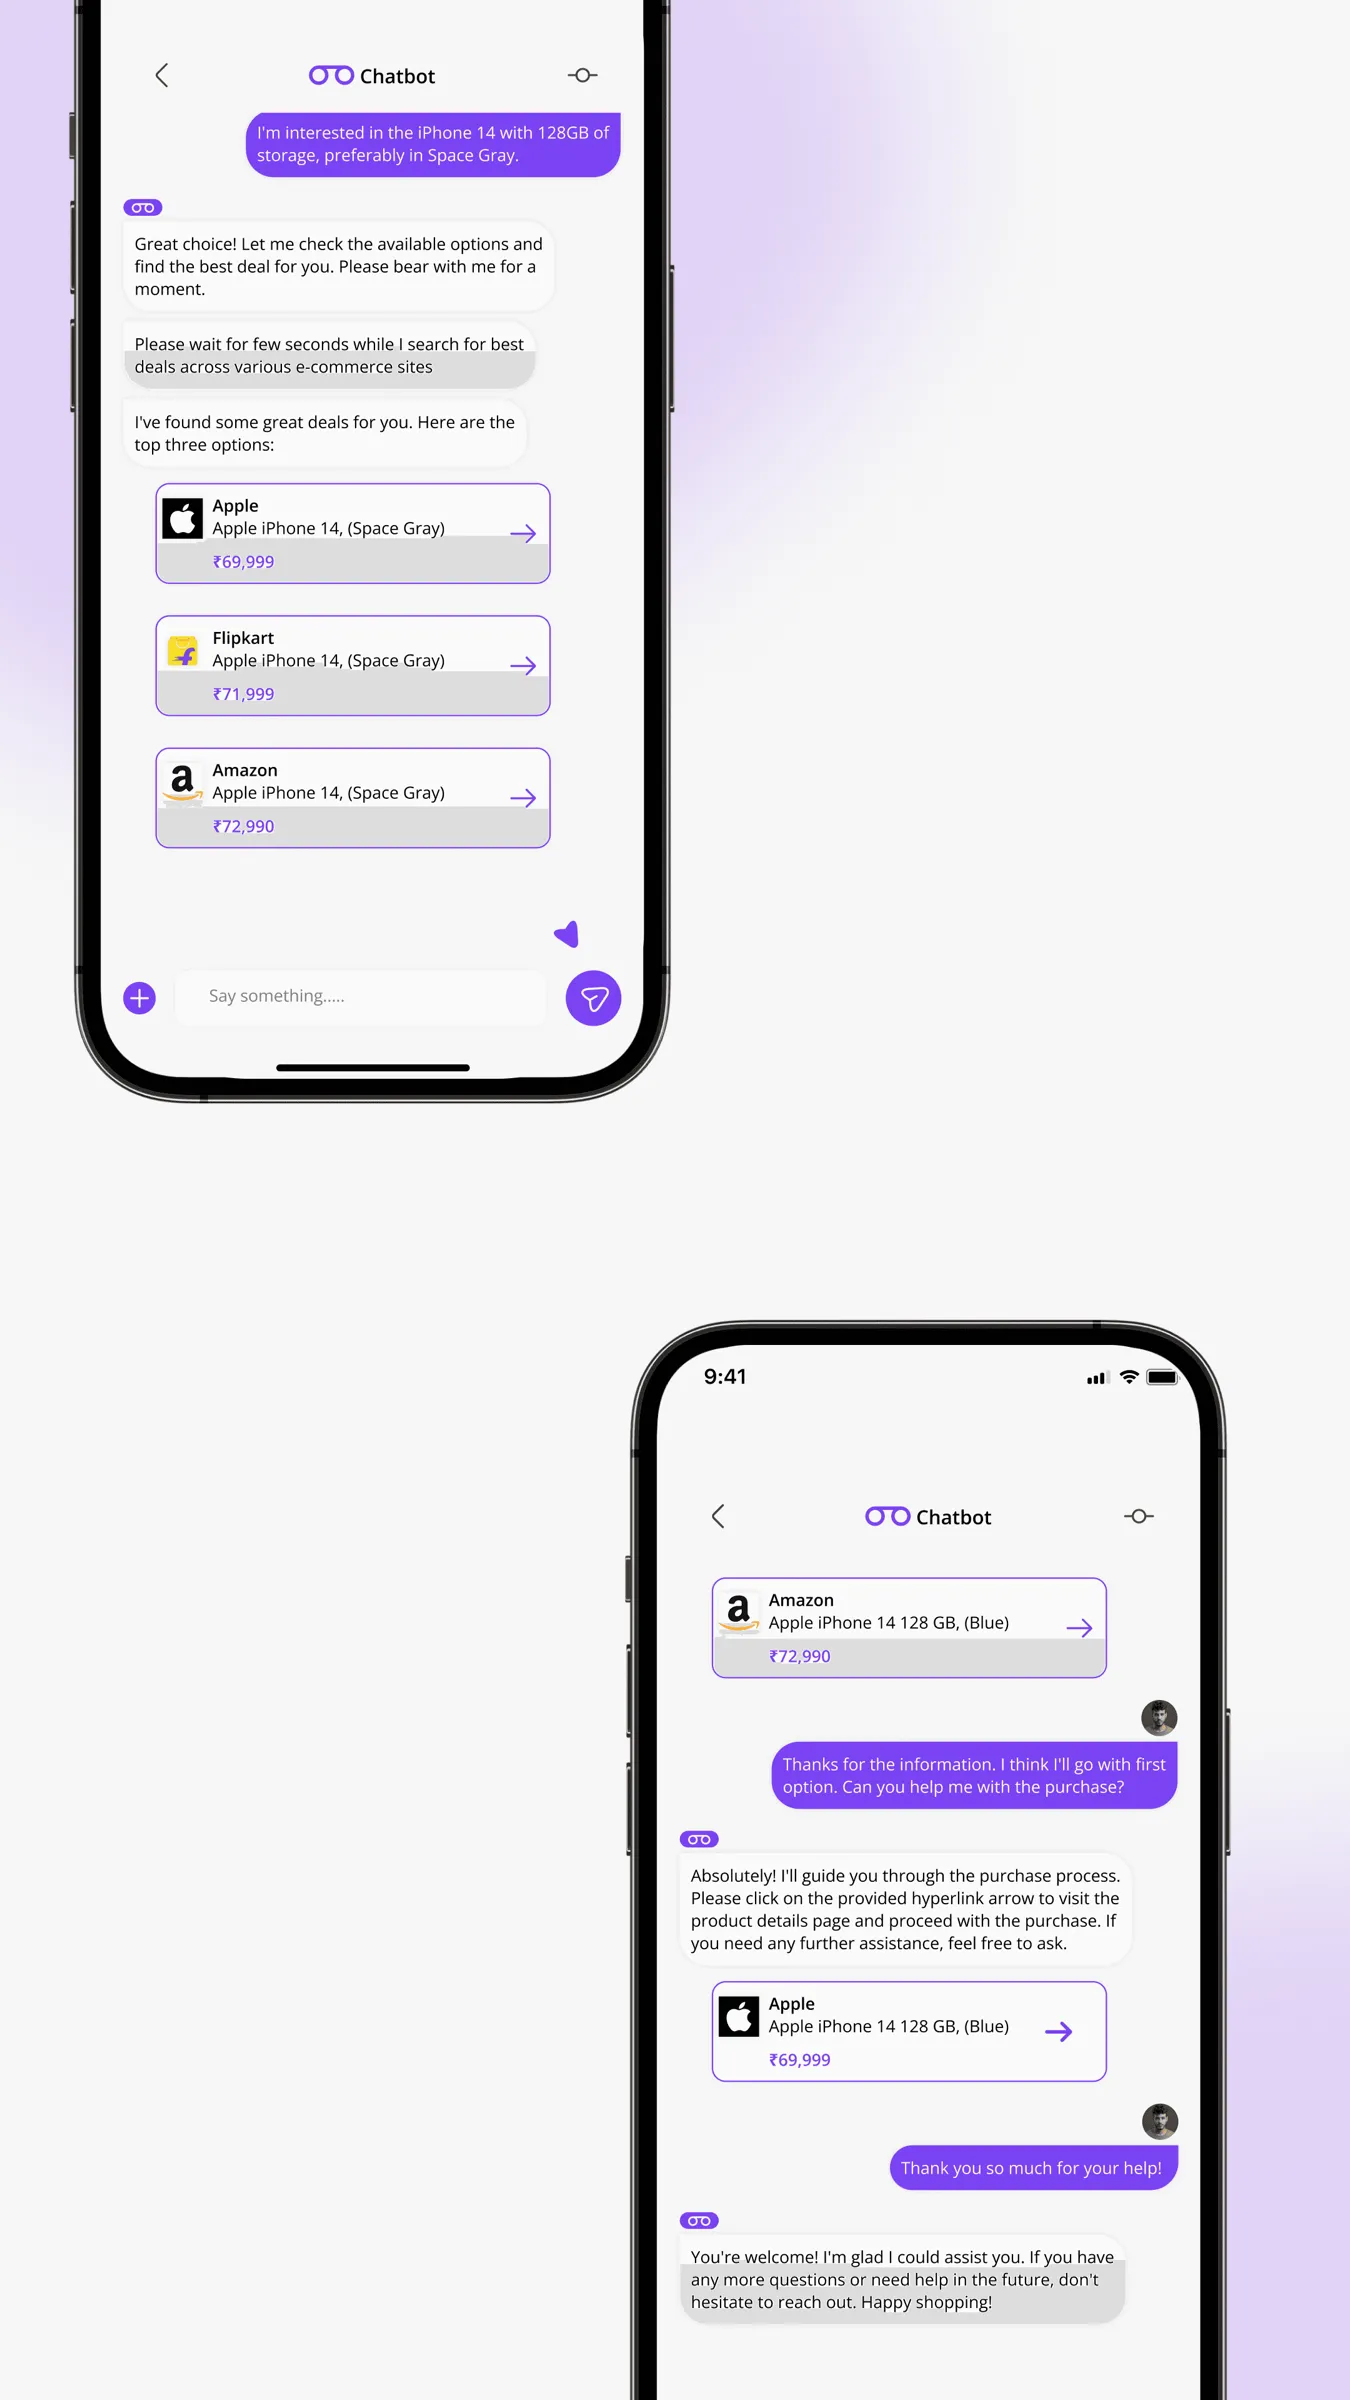 Chatbot
I'm interested in the iPhone 14 with 128GB of
storage, preferably in Space Gray.
Great choice! Let me check the available options and
find the best deal for you. Please bear with me for a
moment.
Please wait for few seconds while I search for best
deals across various e-commerce sites
I've found some great deals for you. Here are the
top three options:
Apple
Apple iPhone 14, (Space Gray)
₹69,999
Flipkart
Apple iPhone 14, (Space Gray)
₹71,999
a
Amazon
Apple iPhone 14, (Space Gray)
₹72,990
Say something.....
9:41
Chatbot
a
Amazon
Apple iPhone 14 128 GB, (Blue)
₹72,990
Thanks for the information. I think I'll go with first
option. Can you help me with the purchase?
Absolutely! I'll guide you through the purchase process.
Please click on the provided hyperlink arrow to visit the
product details page and proceed with the purchase. If
you need any further assistance, feel free to ask.
Apple
Apple iPhone 14 128 GB, (Blue)
₹69,999
Thank you so much for your help!
You're welcome! I'm glad I could assist you. If you have
any more questions or need help in the future, don't
hesitate to reach out. Happy shopping!